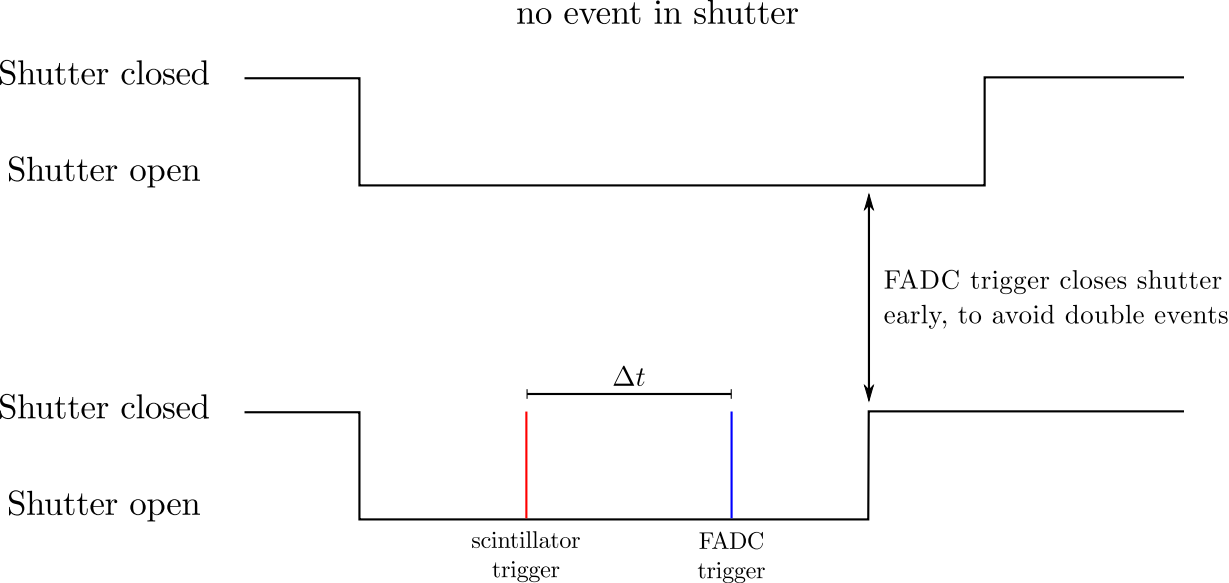 no event in shutter
Shutter closed
Shutter open
FADC trigger closes shutter
early, to avoid double events
Δt
Shutter closed
Shutter open
scintillator
trigger
FADC
trigger